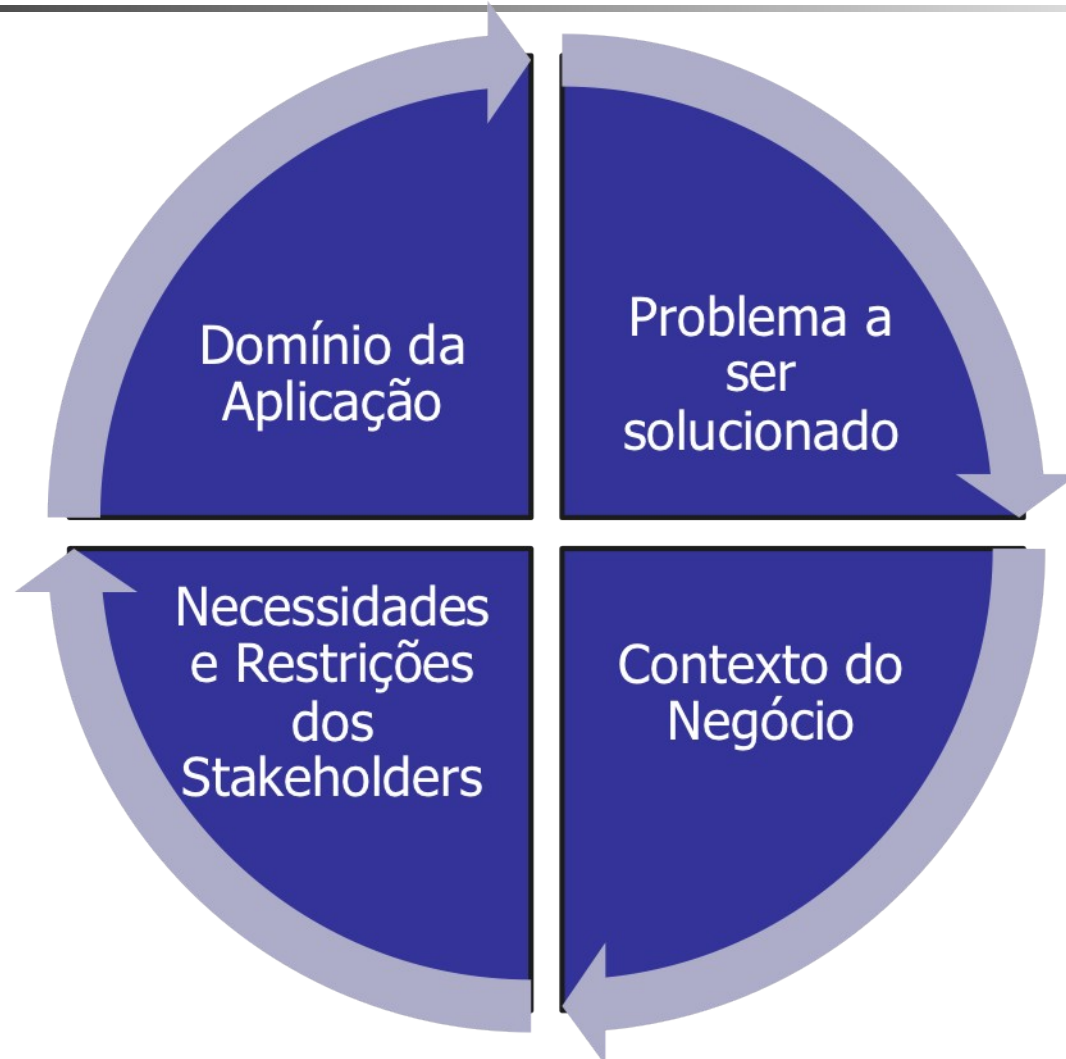 Domínio da
Aplicação
Problema a
ser
solucionado
Necessidades
e Restrições
dos
Stakeholders
Contexto do
Negócio